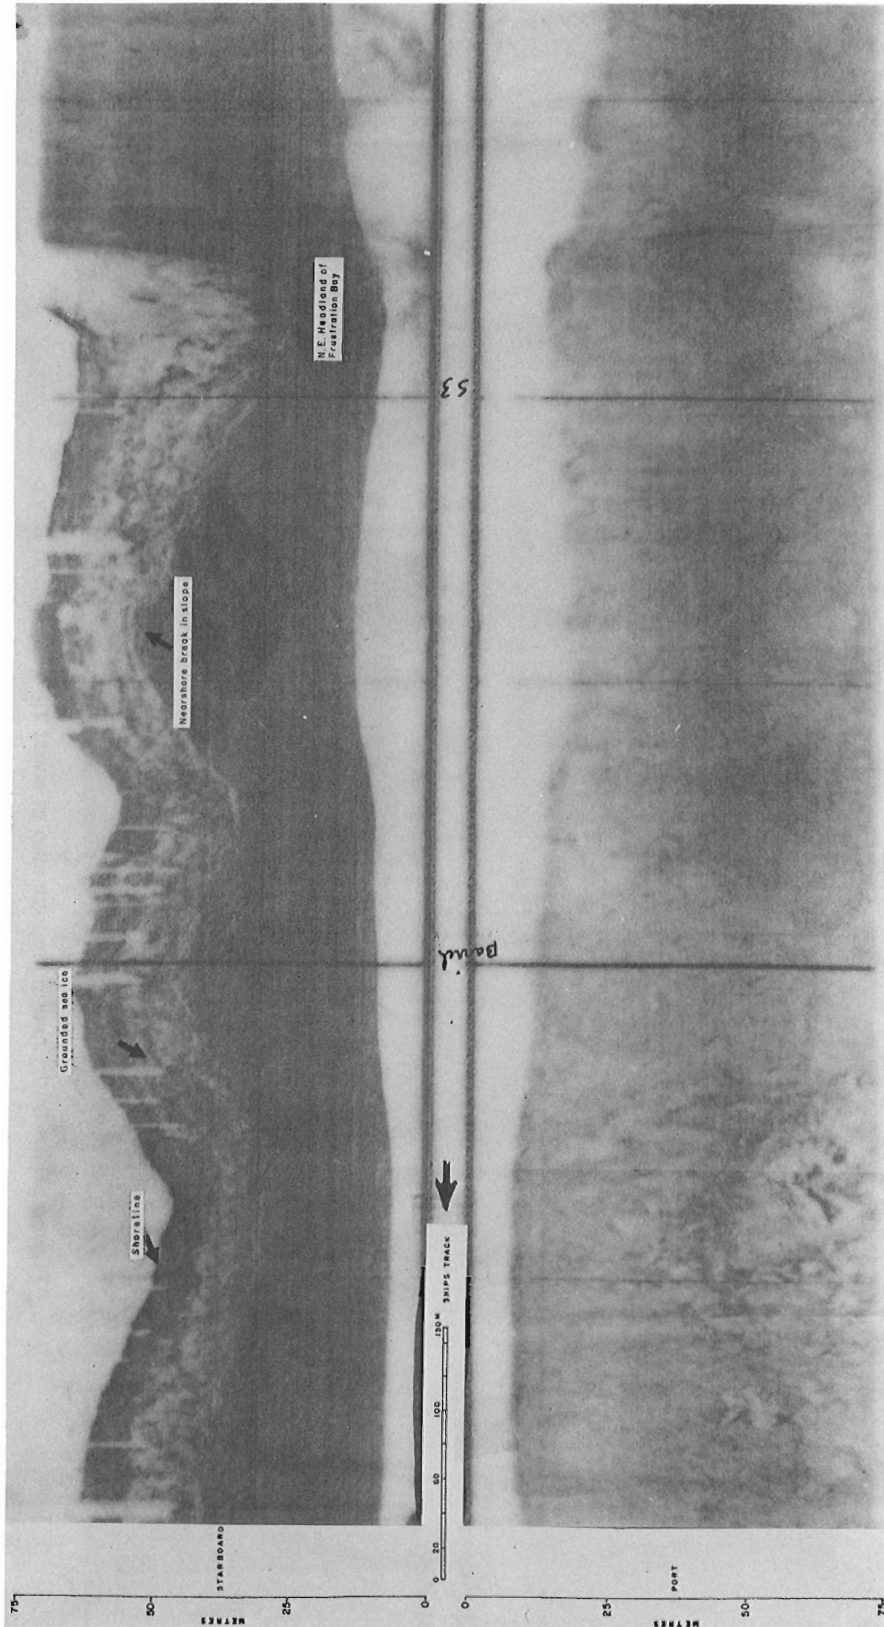 N.E. Headland of
Frustration Bay
53
Nearshore break in slope
Grounded sea ice
Shoreline
SHIPS TRACK
0 20 60 100 150 M
STARBOARD
PORT
75 50 25 0
METRES
0 25 50 75
METRES